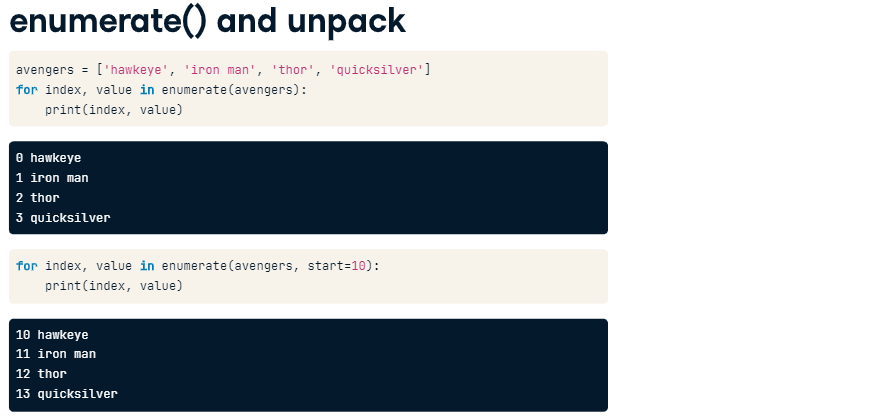 enumerate() and unpack
avengers = ['hawkeye', 'iron man', 'thor', 'quicksilver']
for index, value in enumerate(avengers):
    print(index, value)
0 hawkeye
1 iron man
2 thor
3 quicksilver
for index, value in enumerate(avengers, start=10):
    print(index, value)
10 hawkeye
11 iron man
12 thor
13 quicksilver